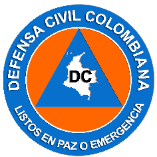 DEFENSA CIVIL COLOMBIANA
DC
LISTOS EN PAZ O EMERGENCIA